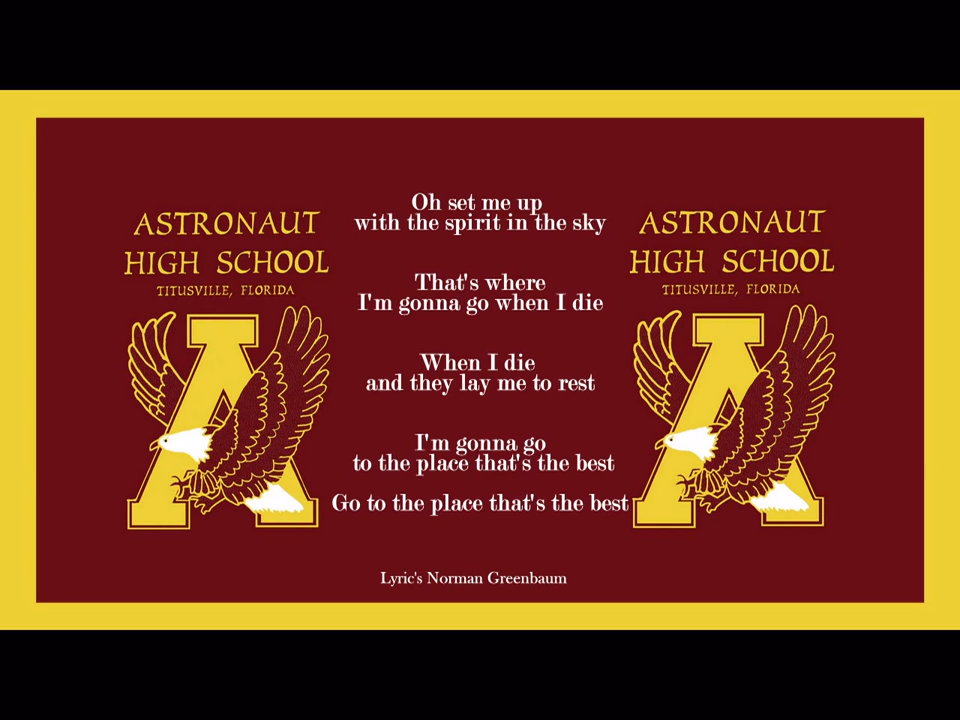 ASTRONAUT
HIGH SCHOOL
TITUSVILLE, FLORIDA
A
Oh set me up
with the spirit in the sky
That's where
I'm gonna go when I die
When I die
and they lay me to rest
I'm gonna go
to the place that's the best
Go to the place that's the best
Lyric's Norman Greenbaum
ASTRONAUT
HIGH SCHOOL
TITUSVILLE, FLORIDA
A